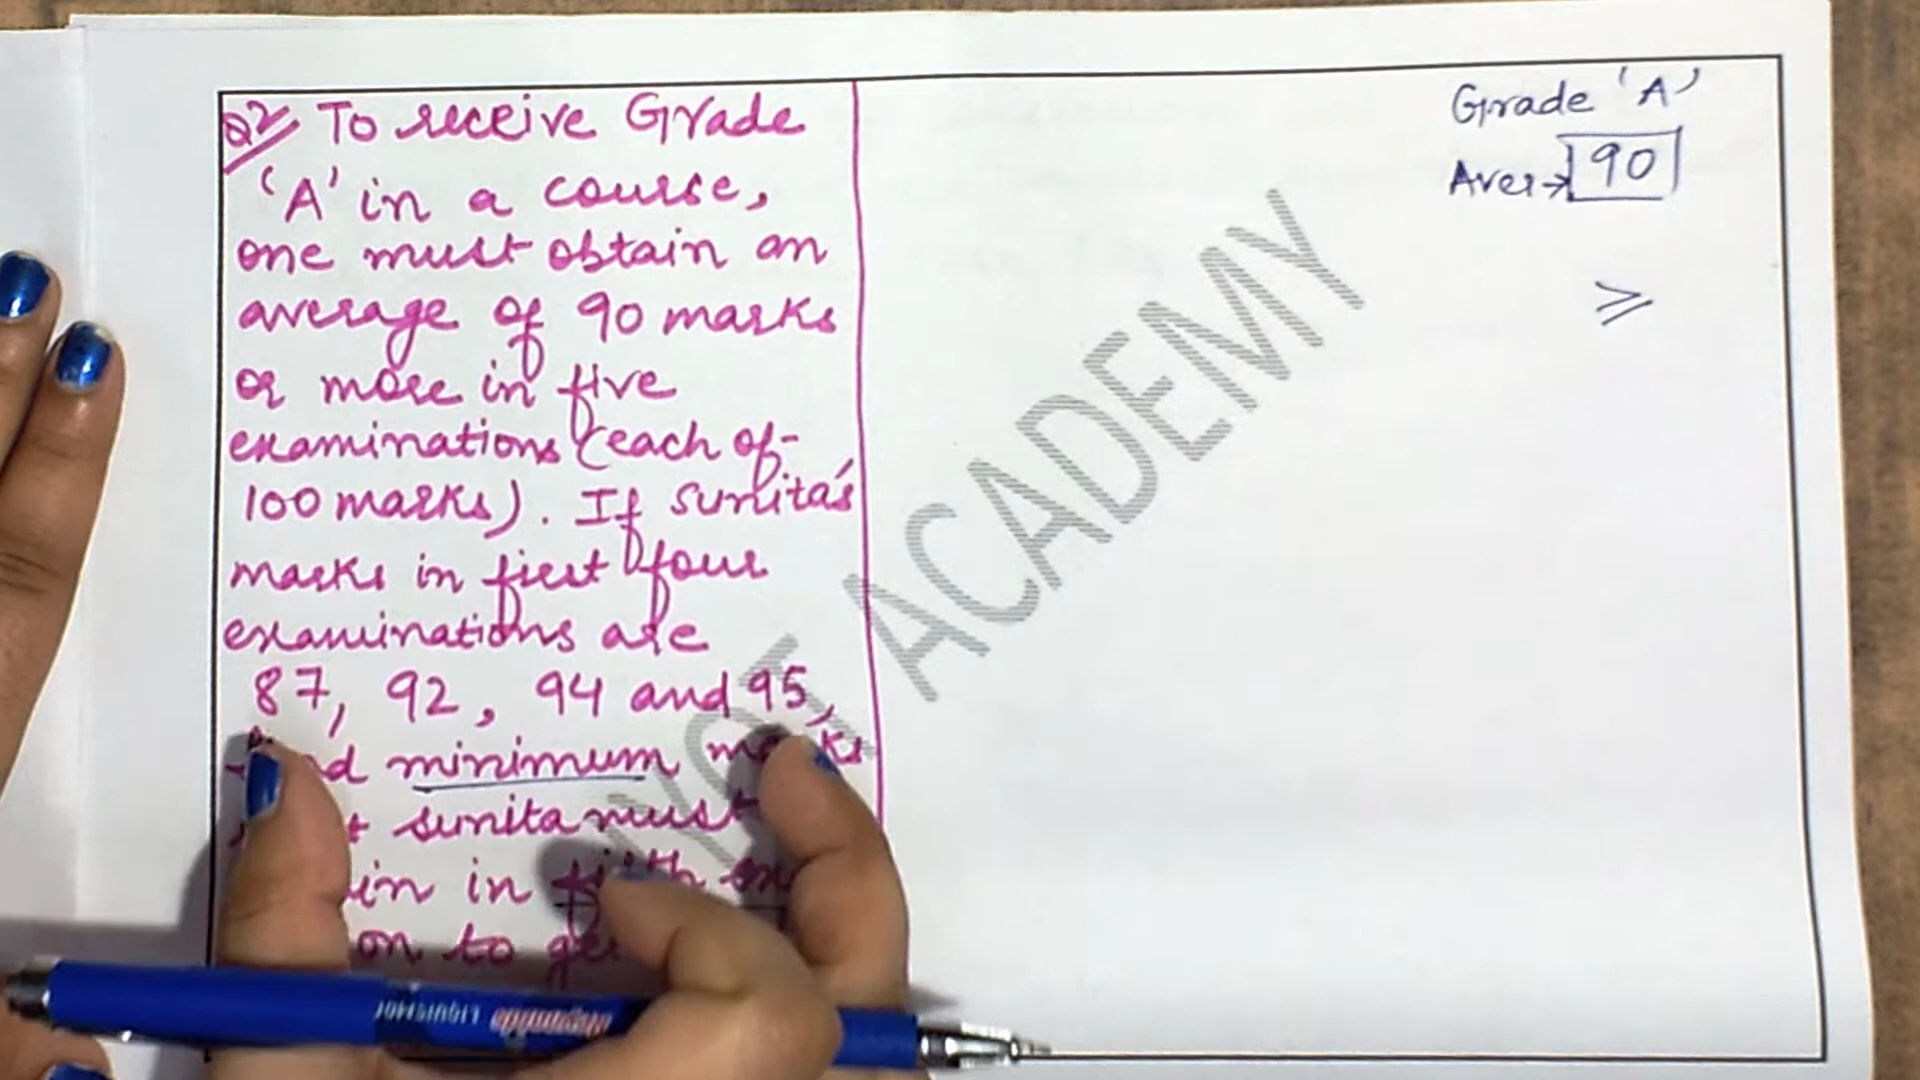 Q2 To receive Grade
'A' in a course,
one must obtain an
average of 90 marks
or more in five
examinations (each of
100 marks). If sunita's
marks in first four
examinations are
87, 92, 94 and 95,
minimum
sunita must
in
on to
Grade 'A'
Aver→ 90
≥
ACADEMY